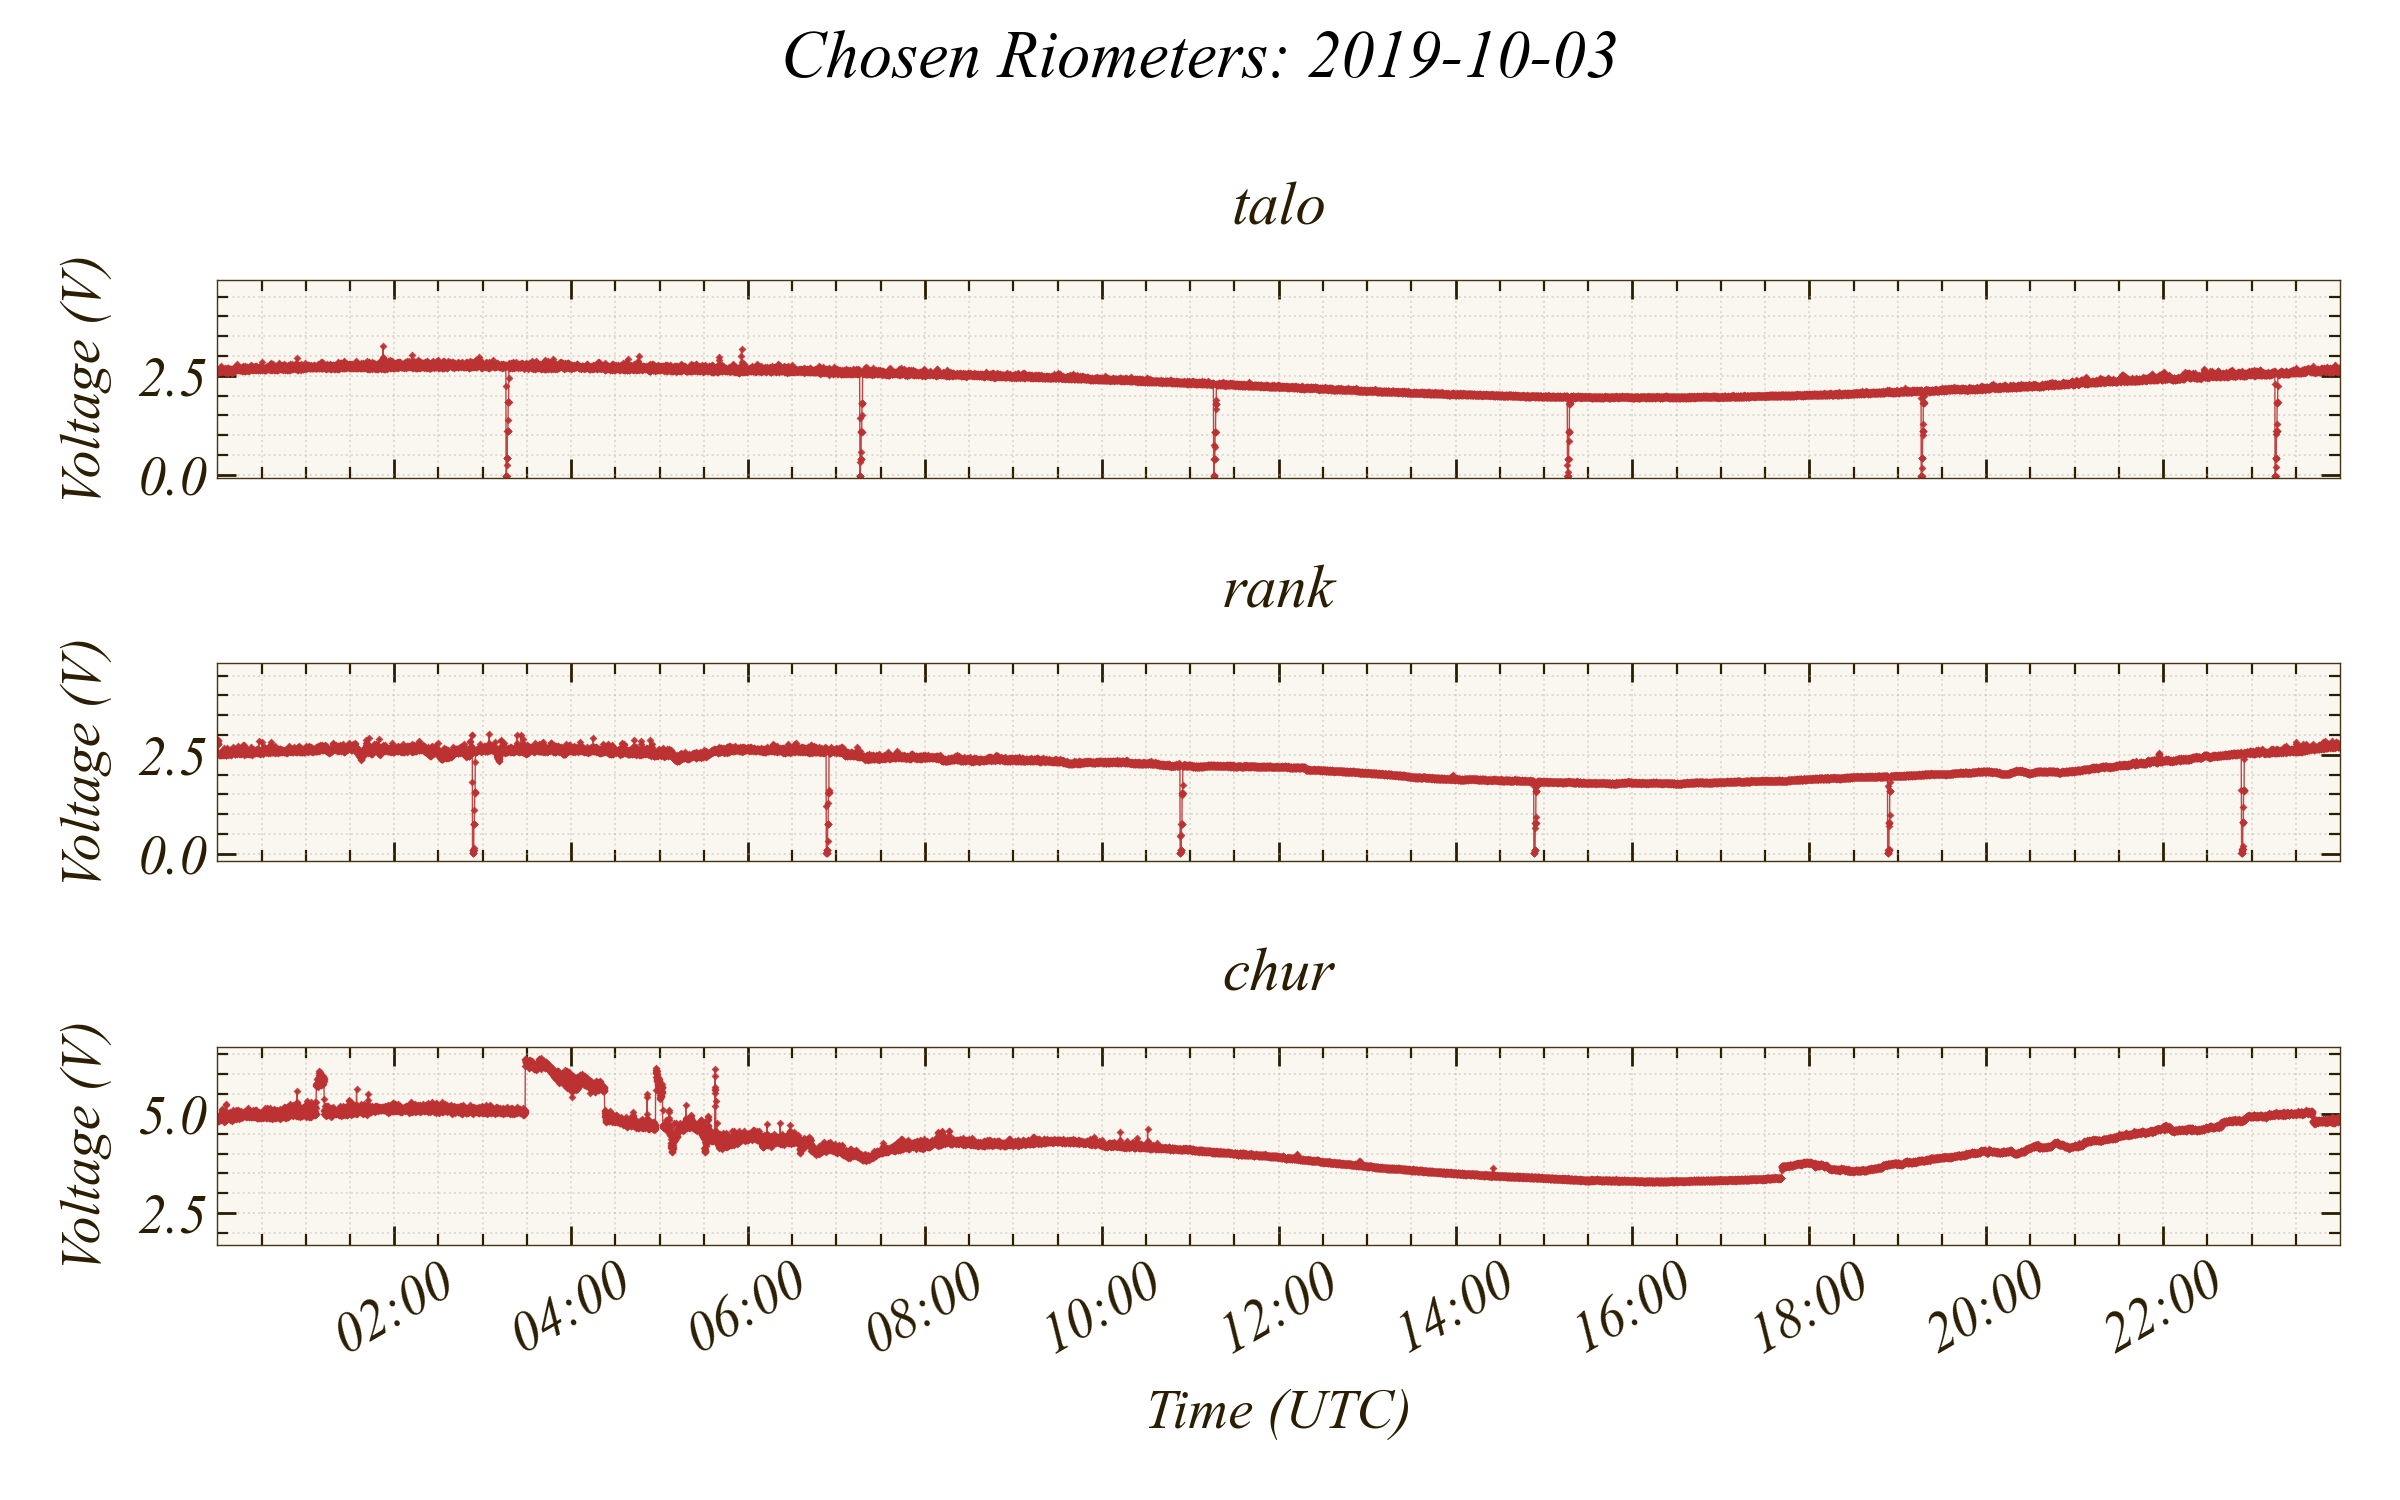 Chosen Riometers: 2019-10-03
talo
Voltage (V)
2.5
0.0
rank
Voltage (V)
2.5
0.0
chur
Voltage (V)
5.0
2.5
02:00 04:00 06:00 08:00 10:00 12:00 14:00 16:00 18:00 20:00 22:00
Time (UTC)